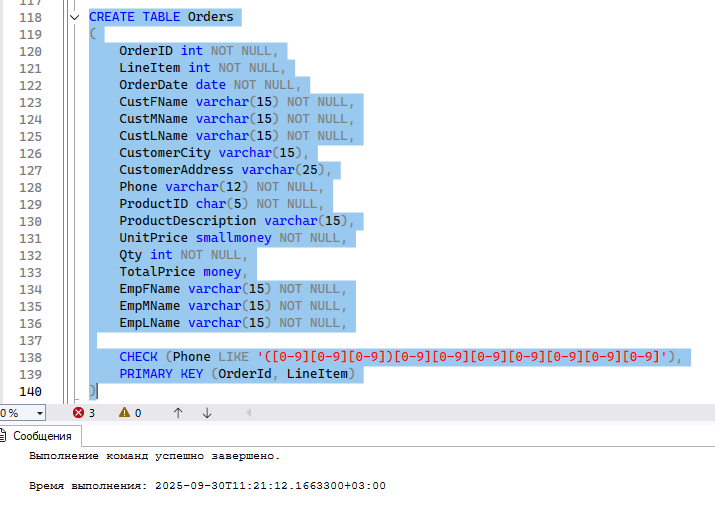 118 CREATE TABLE Orders
119 (
120 OrderID int NOT NULL,
121 LineItem int NOT NULL,
122 OrderDate date NOT NULL,
123 CustFName varchar(15) NOT NULL,
124 CustMName varchar(15) NOT NULL,
125 CustLName varchar(15) NOT NULL,
126 CustomerCity varchar(15),
127 CustomerAddress varchar(25),
128 Phone varchar(12) NOT NULL,
129 ProductID char(5) NOT NULL,
130 ProductDescription varchar(15),
131 UnitPrice smallmoney NOT NULL,
132 Qty int NOT NULL,
133 TotalPrice money,
134 EmpFName varchar(15) NOT NULL,
135 EmpMName varchar(15) NOT NULL,
136 EmpLName varchar(15) NOT NULL,
137
138 CHECK (Phone LIKE '([0-9][0-9][0-9])[0-9][0-9][0-9][0-9][0-9][0-9][0-9]'),
139 PRIMARY KEY (OrderId, LineItem)
140 )
0 % 3 0
Сообщения
Выполнение команд успешно завершено.
Время выполнения: 2025-09-30T11:21:12.1663300+03:00